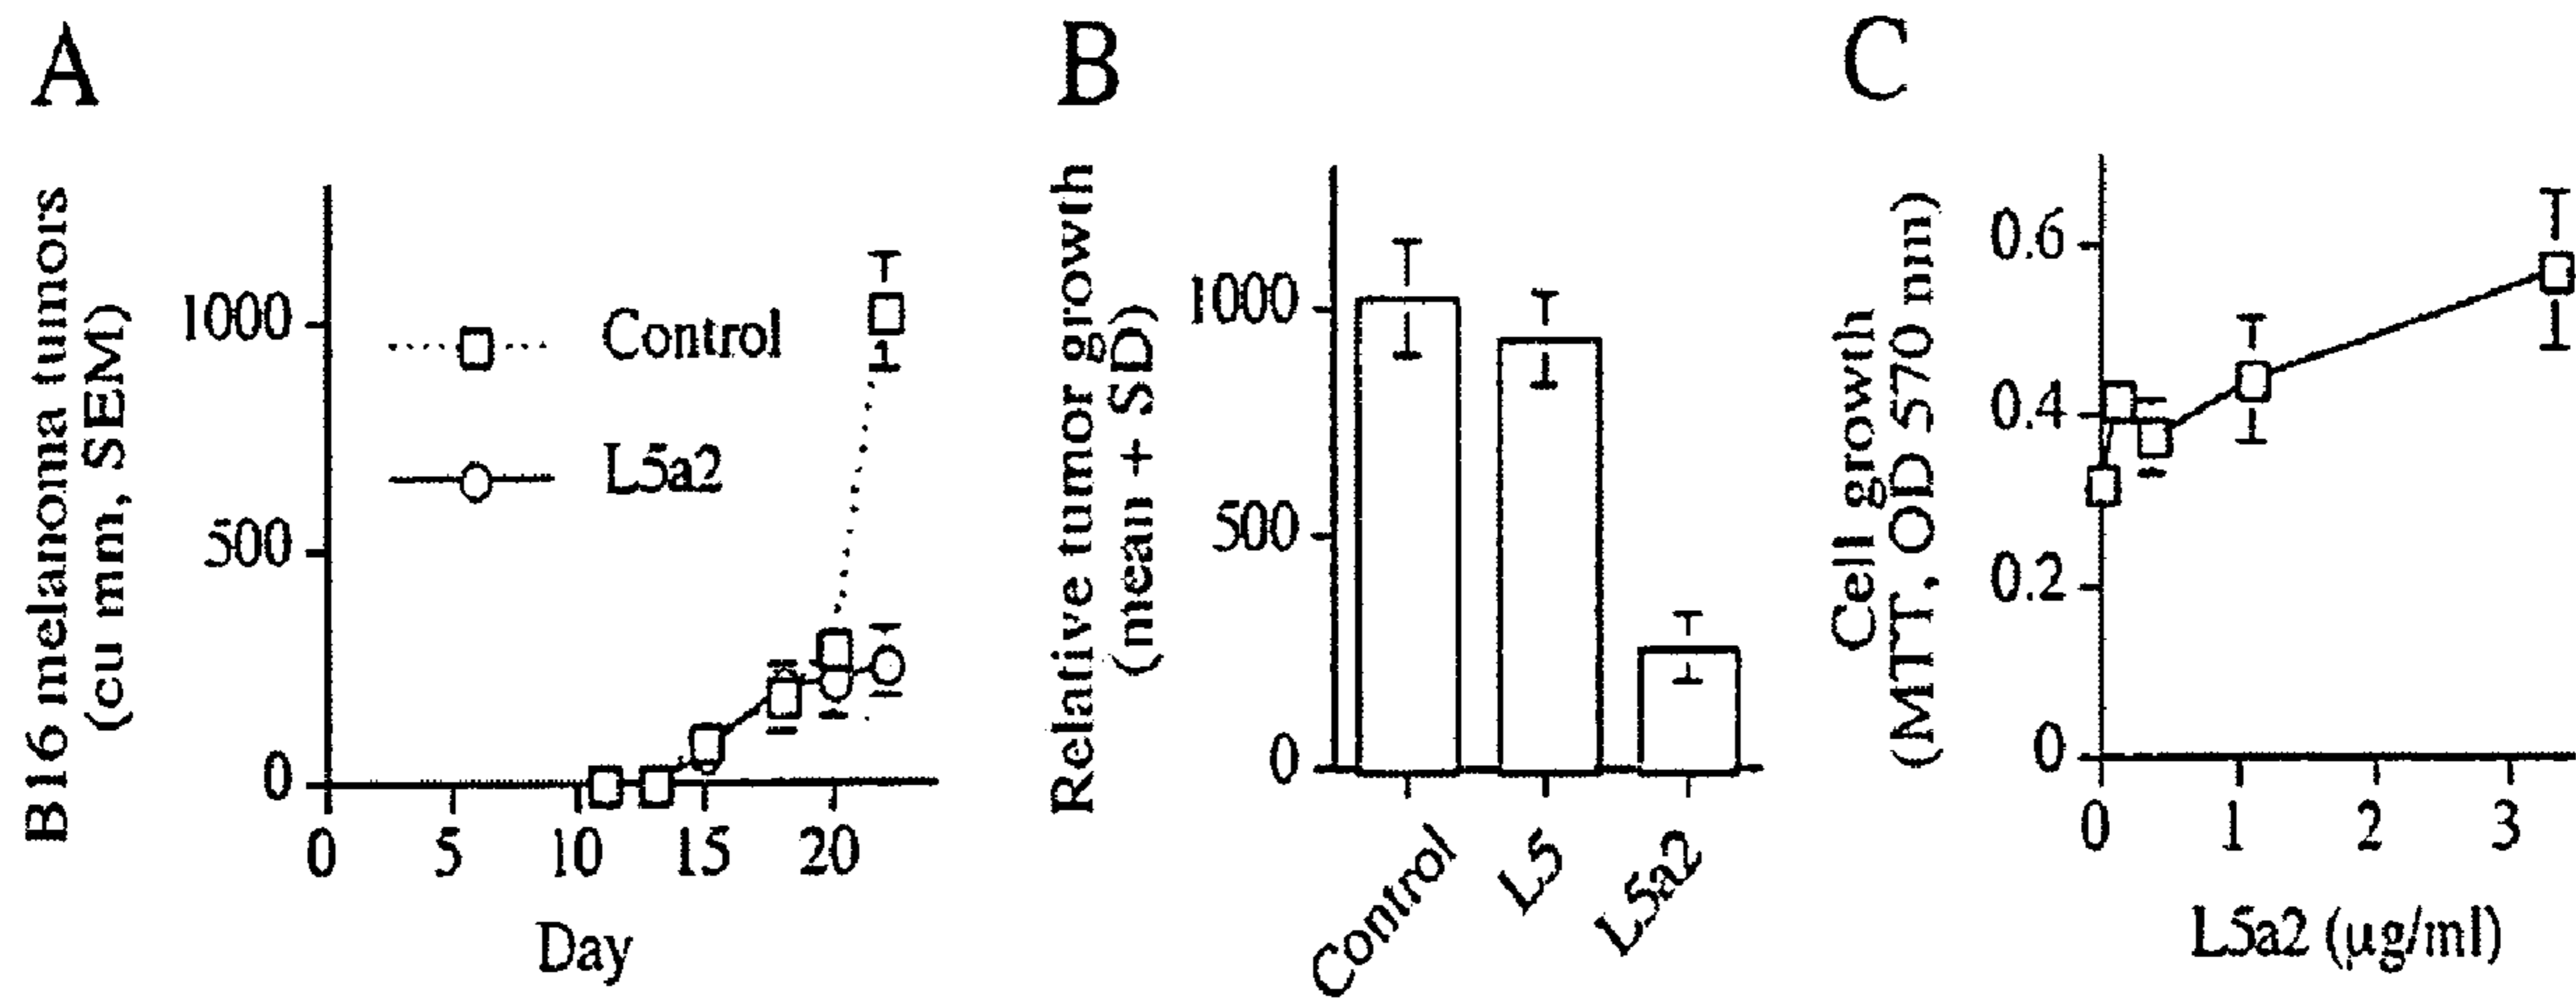 A
B16 melanoma tumors
(cu mm, SEM)
1000
500
0
Control
L5a2
0 5 10 15 20
Day
B
Relative tumor growth
(mean + SD)
1000
500
0
Control
L5
L5a2
C
Cell growth
(MTT, OD 570 nm)
0.6
0.4
0.2
0
0 1 2 3
L5a2 (μg/ml)